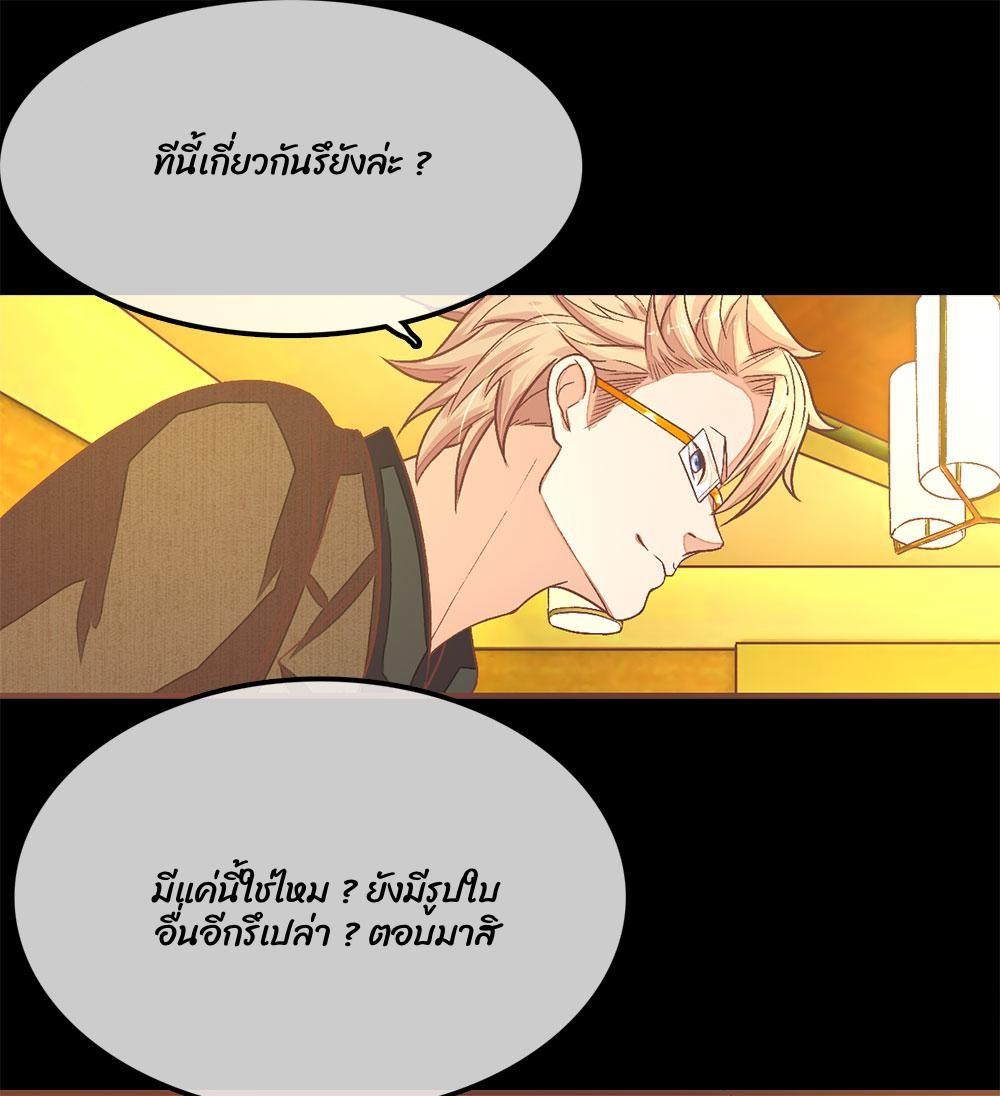 ทีนี้เกี่ยวกันรึยังล่ะ ?
มีแค่นี้ใช่ไหม ? ยังมีรูปใบ
อื่นอีกรึเปล่า ? ตอบมาสิ